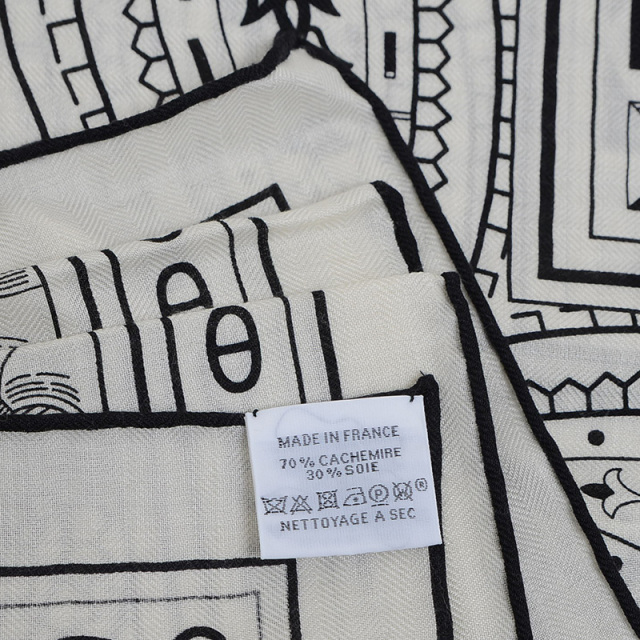 θ
θ
MADE IN FRANCE
70% CACHEMIRE
30% SOIE
P ®
NETTOYAGE A SEC